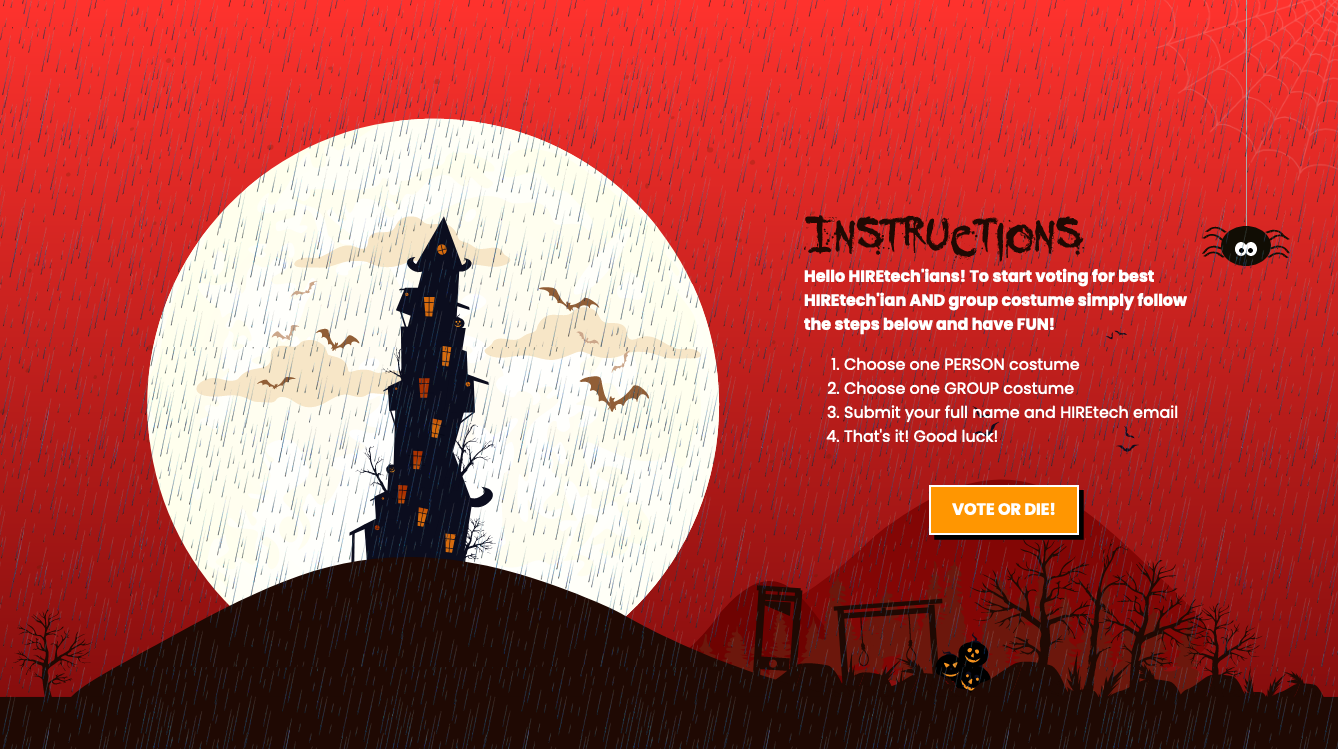 INSTRUCTIONS
Hello HIREtech'ians! To start voting for best
HIREtech'ian AND group costume simply follow
the steps below and have FUN!
1. Choose one PERSON costume
2. Choose one GROUP costume
3. Submit your full name and HIREtech email
4. That's it! Good luck!
VOTE OR DIE!